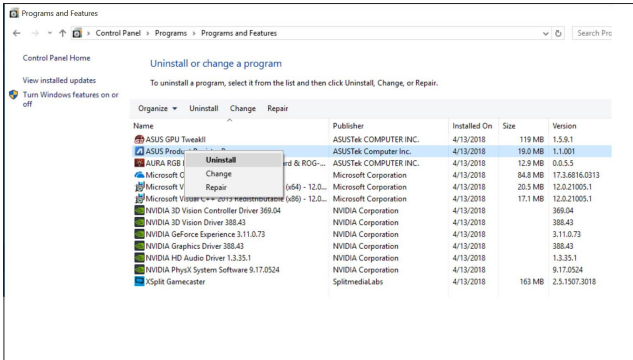 Programs and Features
Control Panel > Programs > Programs and Features
Search Pro
Control Panel Home
View installed updates
Turn Windows features on or
off
Uninstall or change a program
To uninstall a program, select it from the list and then click Uninstall, Change, or Repair.
Organize Uninstall Change Repair
Name Publisher Installed On Size Version
ASUS GPU TweakII ASUSTek COMPUTER INC. 4/13/2018 119 MB 1.5.9.1
ASUS Product ASUSTek Computer Inc. 4/13/2018 19.0 MB 1.1.001
AURA RGB rd & ROG-... ASUSTek COMPUTER INC. 4/13/2018 12.9 MB 0.0.5.5
Microsoft O Microsoft Corporation 4/13/2018 84.8 MB 17.3.6816.0313
Microsoft V (x64) - 12.0... Microsoft Corporation 4/13/2018 20.5 MB 12.0.21005.1
Microsoft Visual C++ 2013 Redistributable (x86) - 12.0... Microsoft Corporation 4/13/2018 17.1 MB 12.0.21005.1
NVIDIA 3D Vision Controller Driver 369.04 NVIDIA Corporation 4/13/2018 369.04
NVIDIA 3D Vision Driver 388.43 NVIDIA Corporation 4/13/2018 388.43
NVIDIA GeForce Experience 3.11.0.73 NVIDIA Corporation 4/13/2018 3.11.0.73
NVIDIA Graphics Driver 388.43 NVIDIA Corporation 4/13/2018 388.43
NVIDIA HD Audio Driver 1.3.35.1 NVIDIA Corporation 4/13/2018 1.3.35.1
NVIDIA PhysX System Software 9.17.0524 NVIDIA Corporation 4/13/2018 9.17.0524
XSplit Gamecaster SplitmediaLabs 4/13/2018 163 MB 2.5.1507.3018
Uninstall
Change
Repair